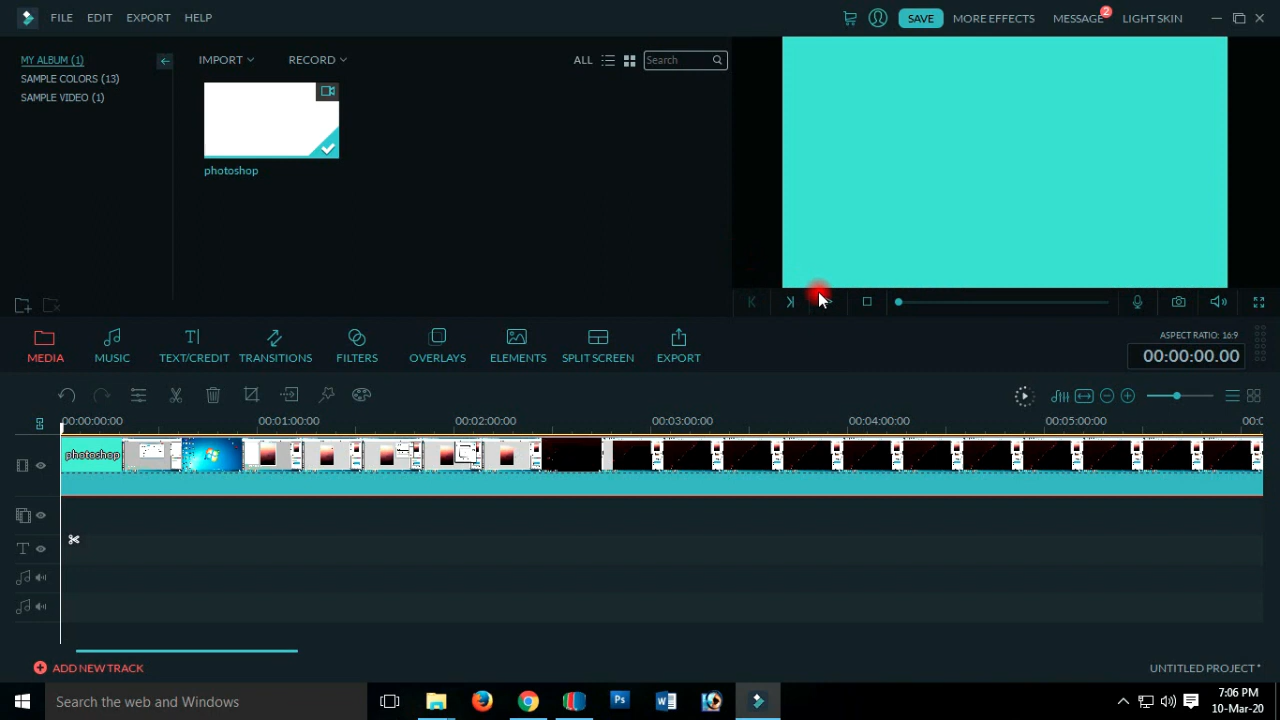 FILE EDIT EXPORT HELP SAVE MORE EFFECTS MESSAGE 2 LIGHT SKIN
MY ALBUM (1)
SAMPLE COLORS (13)
SAMPLE VIDEO (1)
IMPORT RECORD ALL Search
photoshop
MEDIA MUSIC TEXT/CREDIT TRANSITIONS FILTERS OVERLAYS ELEMENTS SPLIT SCREEN EXPORT
ASPECT RATIO: 16:9
00:00:00.00
00:00:00:00 00:01:00:00 00:02:00:00 00:03:00:00 00:04:00:00 00:05:00:00
photoshop
ADD NEW TRACK
UNTITLED PROJECT *
Search the web and Windows
Ps
7:06 PM
10-Mar-20